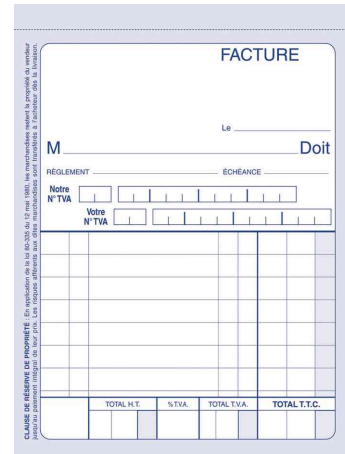 FACTURE
Le
M Doit
RÈGLEMENT ÉCHÉANCE
Notre
N° TVA
Votre
N° TVA
TOTAL H.T. % T.V.A. TOTAL T.V.A. TOTAL T.T.C.
CLAUSE DE RÉSERVE DE PROPRIÉTÉ : En application de la loi 80-335 du 12 mai 1980, les marchandises restent la propriété du vendeur
jusqu'au paiement intégral de leur prix. Les risques afférents aux dites marchandises sont transférés à l'acheteur dès la livraison.